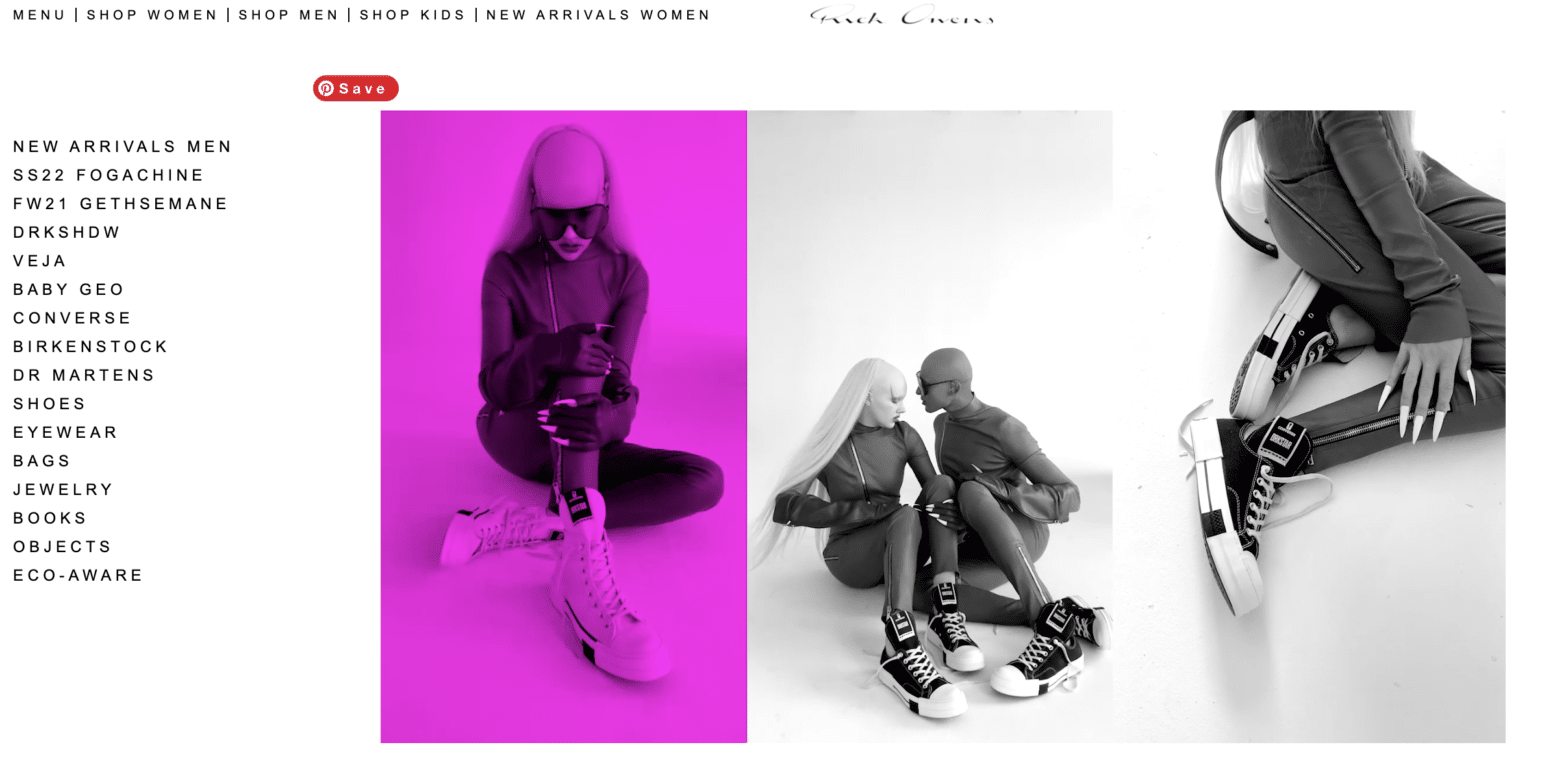 MENU | SHOP WOMEN | SHOP MEN | SHOP KIDS | NEW ARRIVALS WOMEN
Rick Owens
Save
NEW ARRIVALS MEN
SS22 FOGACHINE
FW21 GETHSEMANE
DRKSHDW
VEJA
BABY GEO
CONVERSE
BIRKENSTOCK
DR MARTENS
SHOES
EYEWEAR
BAGS
JEWELRY
BOOKS
OBJECTS
ECO-AWARE